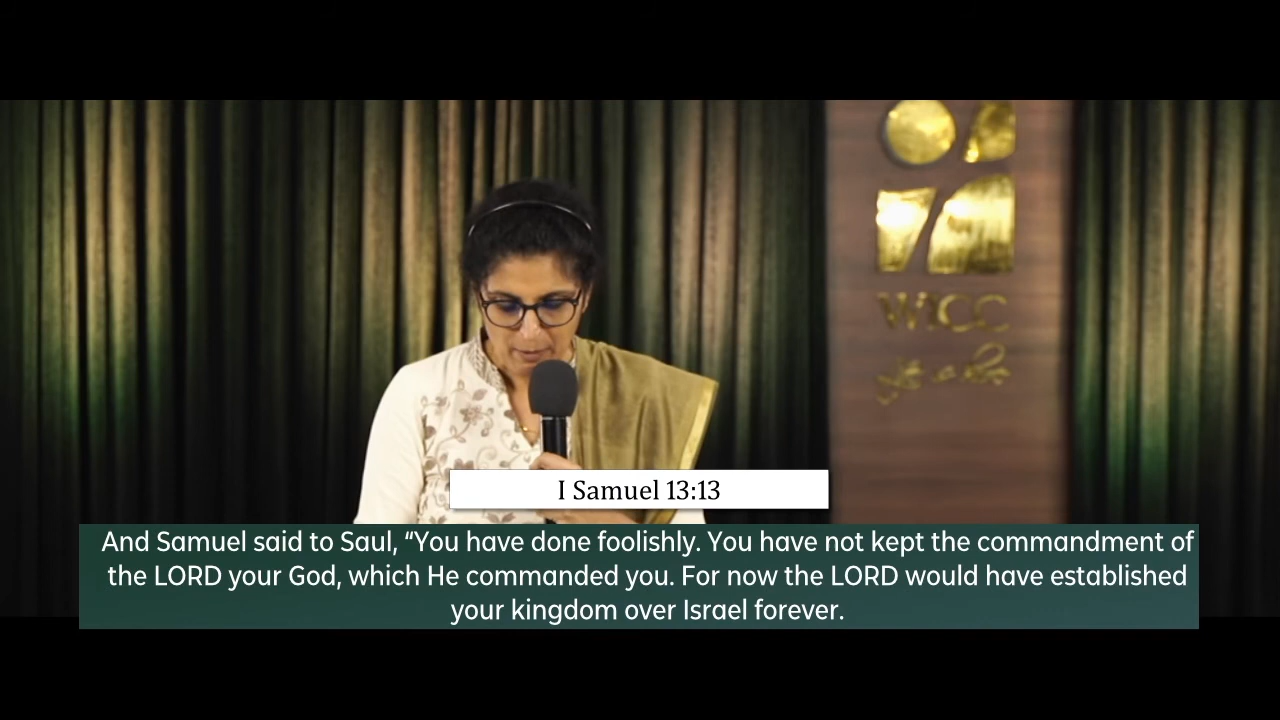 WICC
I Samuel 13:13
And Samuel said to Saul, “You have done foolishly. You have not kept the commandment of
the LORD your God, which He commanded you. For now the LORD would have established
your kingdom over Israel forever.